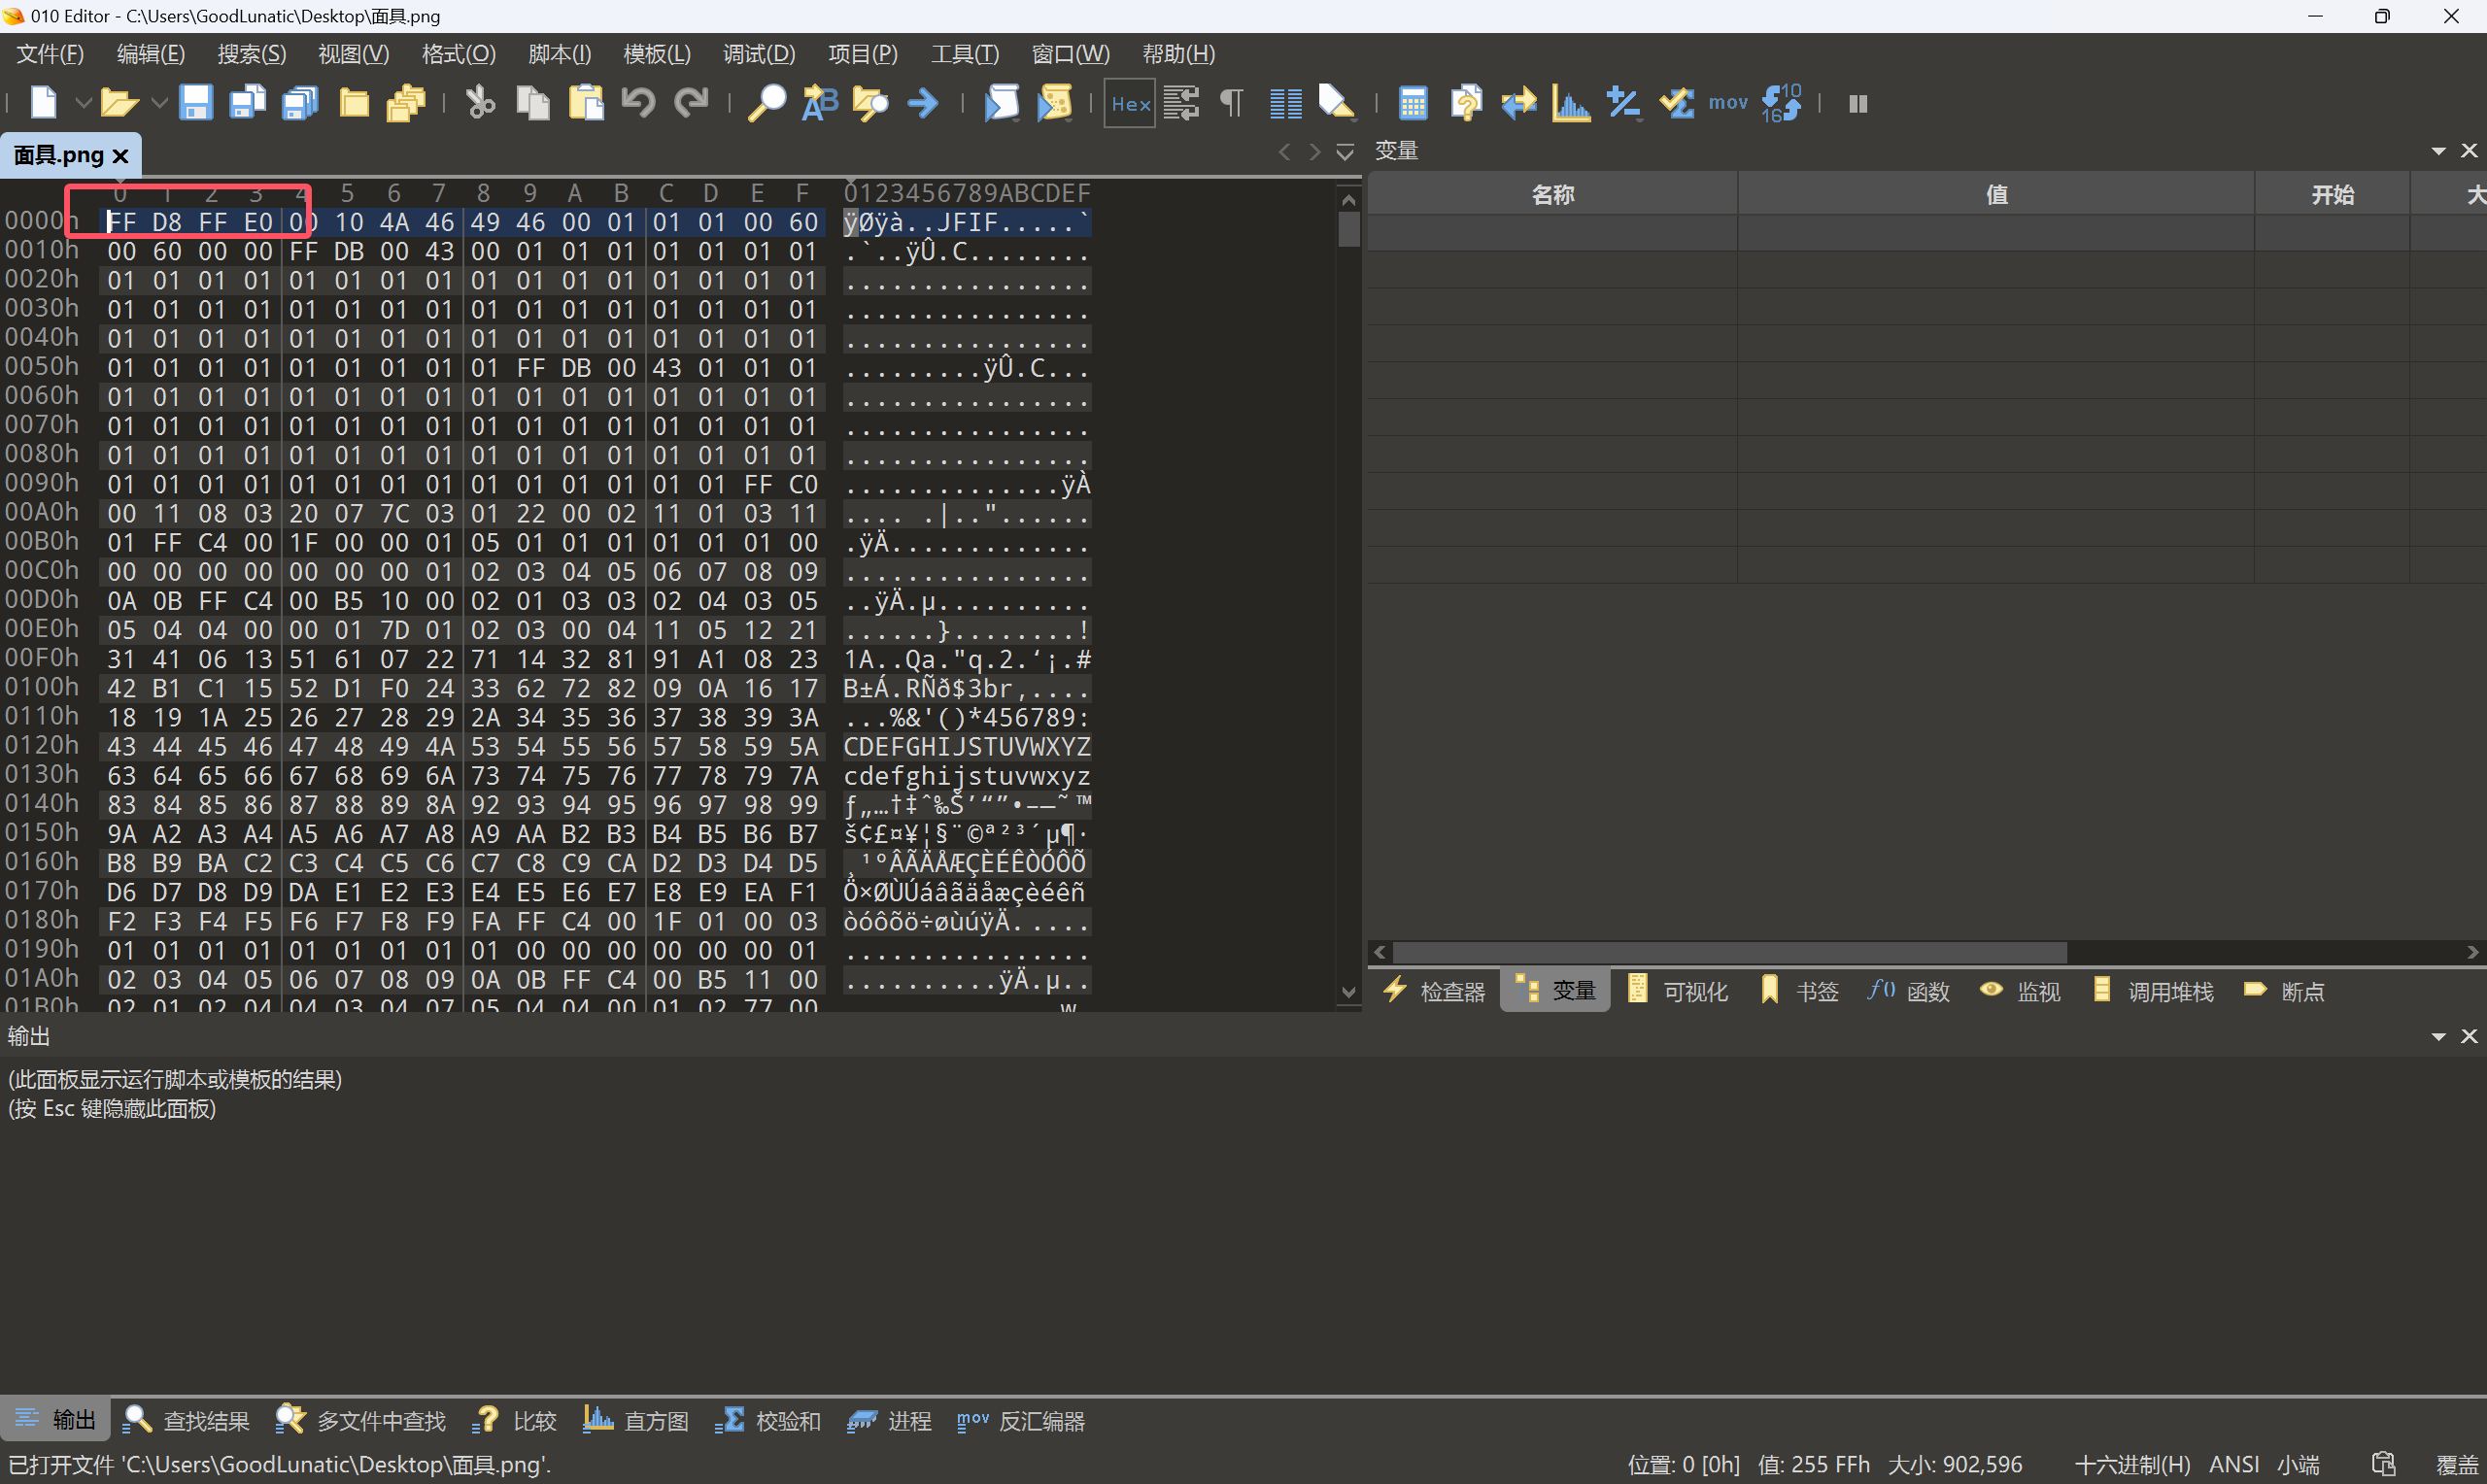 010 Editor - C:\Users\GoodLunatic\Desktop\面具.png
文件(F) 编辑(E) 搜索(S) 视图(V) 格式(O) 脚本(I) 模板(L) 调试(D) 项目(P) 工具(T) 窗口(W) 帮助(H)
Hex mov 10 16
面具.png
变量
名称 值 开始 大
0 1 2 3 4 5 6 7 8 9 A B C D E F 0123456789ABCDEF
0000h FF D8 FF E0 00 10 4A 46 49 46 00 01 01 01 00 60 ÿØÿà..JFIF.....`
0010h 00 60 00 00 FF DB 00 43 00 01 01 01 01 01 01 01 .`..ÿÛ.C........
0020h 01 01 01 01 01 01 01 01 01 01 01 01 01 01 01 01 ................
0030h 01 01 01 01 01 01 01 01 01 01 01 01 01 01 01 01 ................
0040h 01 01 01 01 01 01 01 01 01 01 01 01 01 01 01 01 ................
0050h 01 01 01 01 01 01 01 01 01 FF DB 00 43 01 01 01 .........ÿÛ.C...
0060h 01 01 01 01 01 01 01 01 01 01 01 01 01 01 01 01 ................
0070h 01 01 01 01 01 01 01 01 01 01 01 01 01 01 01 01 ................
0080h 01 01 01 01 01 01 01 01 01 01 01 01 01 01 01 01 ................
0090h 01 01 01 01 01 01 01 01 01 01 01 01 01 01 FF C0 ..............ÿÀ
00A0h 00 11 08 03 20 07 7C 03 01 22 00 02 11 01 03 11 .... .|.."......
00B0h 01 FF C4 00 1F 00 00 01 05 01 01 01 01 01 01 00 .ÿÄ.............
00C0h 00 00 00 00 00 00 00 01 02 03 04 05 06 07 08 09 ................
00D0h 0A 0B FF C4 00 B5 10 00 02 01 03 03 02 04 03 05 ..ÿÄ.µ..........
00E0h 05 04 04 00 00 01 7D 01 02 03 00 04 11 05 12 21 ......}........!
00F0h 31 41 06 13 51 61 07 22 71 14 32 81 91 A1 08 23 1A..Qa."q.2.‘¡.#
0100h 42 B1 C1 15 52 D1 F0 24 33 62 72 82 09 0A 16 17 B±Á.RÑð$3br‚....
0110h 18 19 1A 25 26 27 28 29 2A 34 35 36 37 38 39 3A ...%&'()*456789:
0120h 43 44 45 46 47 48 49 4A 53 54 55 56 57 58 59 5A CDEFGHIJSTUVWXYZ
0130h 63 64 65 66 67 68 69 6A 73 74 75 76 77 78 79 7A cdefghijstuvwxyz
0140h 83 84 85 86 87 88 89 8A 92 93 94 95 96 97 98 99 ƒ„…†‡ˆ‰Š’“”•–—˜™
0150h 9A A2 A3 A4 A5 A6 A7 A8 A9 AA B2 B3 B4 B5 B6 B7 š¢£¤¥¦§¨©ª²³´µ¶·
0160h B8 B9 BA C2 C3 C4 C5 C6 C7 C8 C9 CA D2 D3 D4 D5 ¸¹ºÂÃÄÅÆÇÈÉÊÒÓÔÕ
0170h D6 D7 D8 D9 DA E1 E2 E3 E4 E5 E6 E7 E8 E9 EA F1 Ö×ØÙÚáâãäåæçèéêñ
0180h F2 F3 F4 F5 F6 F7 F8 F9 FA FF C4 00 1F 01 00 03 òóôõö÷øùúÿÄ.....
0190h 01 01 01 01 01 01 01 01 01 00 00 00 00 00 00 01 ................
01A0h 02 03 04 05 06 07 08 09 0A 0B FF C4 00 B5 11 00 ..........ÿÄ.µ..
01B0h 02 01 02 04 04 03 04 07 05 04 04 00 01 02 77 00 w
检查器 变量 可视化 书签 f() 函数 监视 调用堆栈 断点
输出
(此面板显示运行脚本或模板的结果)
(按 Esc 键隐藏此面板)
输出 查找结果 多文件中查找 比较 直方图 校验和 进程 mov 反汇编器
已打开文件 'C:\Users\GoodLunatic\Desktop\面具.png'. 位置: 0 [0h] 值: 255 FFh 大小: 902,596 十六进制(H) ANSI 小端 覆盖